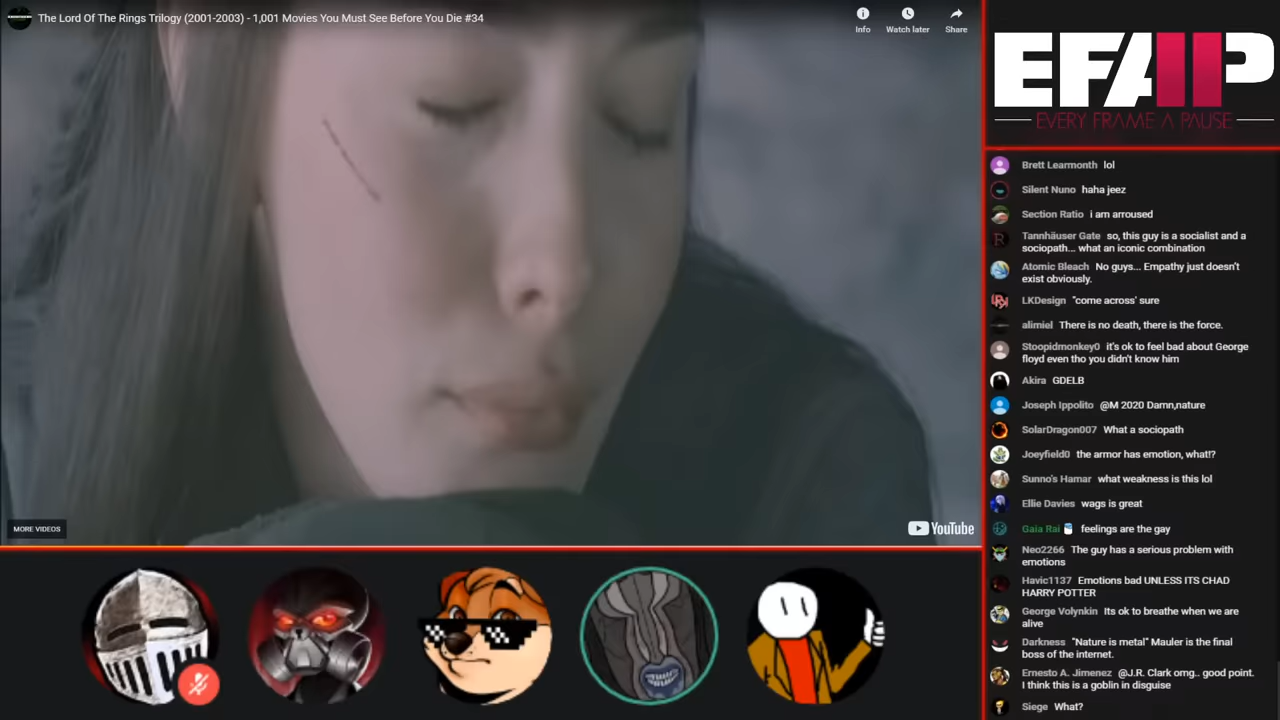 The Lord Of The Rings Trilogy (2001-2003) - 1,001 Movies You Must See Before You Die #34
Info
Watch later
Share
EFAP
EVERY FRAME A PAUSE
Brett Learmonth lol
Silent Nuno haha jeez
Section Ratio i am arroused
Tannhäuser Gate so, this guy is a socialist and a
sociopath... what an iconic combination
Atomic Bleach No guys... Empathy just doesn't
exist obviously.
LKDesign "come across' sure
alimiel There is no death, there is the force.
Stoopidmonkey0 it's ok to feel bad about George
floyd even tho you didn't know him
Akira GDELB
Joseph Ippolito @M 2020 Damn,nature
SolarDragon007 What a sociopath
Joeyfield0 the armor has emotion, what!?
Sunno's Hamar what weakness is this lol
Ellie Davies wags is great
Gaia Rai feelings are the gay
Neo2266 The guy has a serious problem with
emotions
Havic1137 Emotions bad UNLESS ITS CHAD
HARRY POTTER
George Volynkin Its ok to breathe when we are
alive
Darkness "Nature is metal" Mauler is the final
boss of the internet.
Ernesto A. Jimenez @J.R. Clark omg.. good point.
I think this is a goblin in disguise
Siege What?
MORE VIDEOS
YouTube